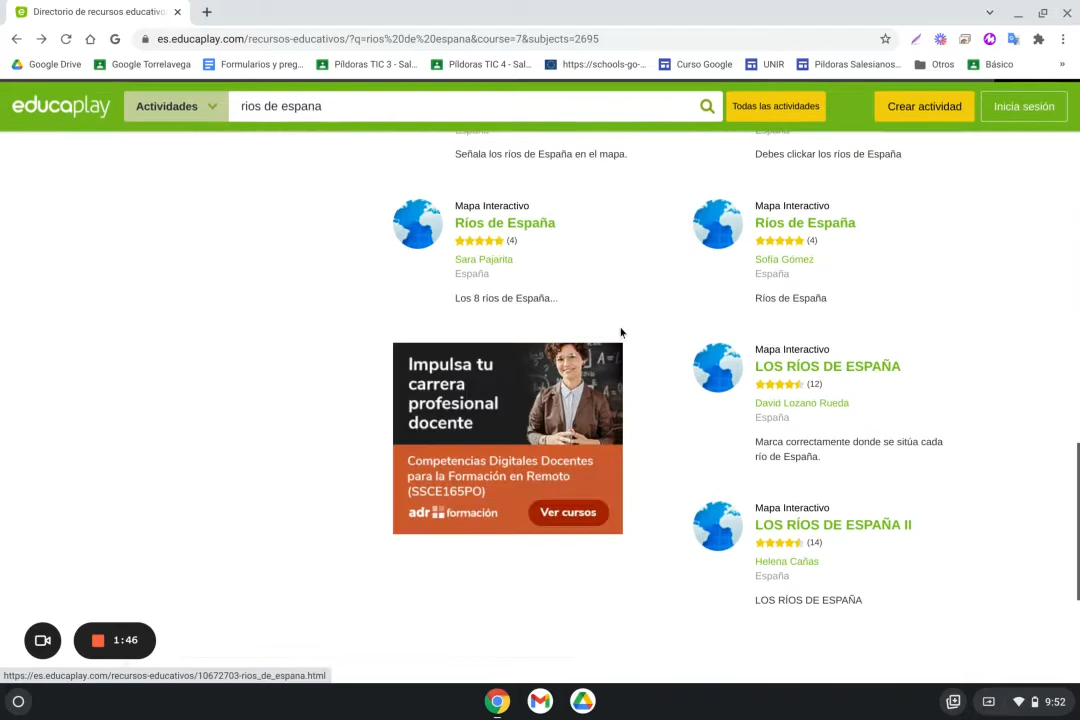 Directorio de recursos educativo
es.educaplay.com/recursos-educativos/?q=rios%20de%20espana&course=7&subjects=2695
Google Drive
Google Torrelavega
Formularios y preg...
Píldoras TIC 3 - Sal...
Píldoras TIC 4 - Sal...
https://schools-go-...
Curso Google
UNIR
Píldoras Salesianos...
Otros
Básico
»
educaplay
Actividades
rios de espana
Todas las actividades
Crear actividad
Inicia sesión
España
España
Señala los ríos de España en el mapa.
Debes clickar los ríos de España
Mapa Interactivo
Ríos de España
(4)
Sara Pajarita
España
Los 8 ríos de España...
Mapa Interactivo
Ríos de España
(4)
Sofía Gómez
España
Ríos de España
Impulsa tu
carrera
profesional
docente
Competencias Digitales Docentes
para la Formación en Remoto
(SSCE165PO)
adr formación
Ver cursos
Mapa Interactivo
LOS RÍOS DE ESPAÑA
(12)
David Lozano Rueda
España
Marca correctamente donde se sitúa cada
río de España.
Mapa Interactivo
LOS RÍOS DE ESPAÑA II
(14)
Helena Cañas
España
LOS RÍOS DE ESPAÑA
1:46
https://es.educaplay.com/recursos-educativos/10672703-rios_de_espana.html
9:52